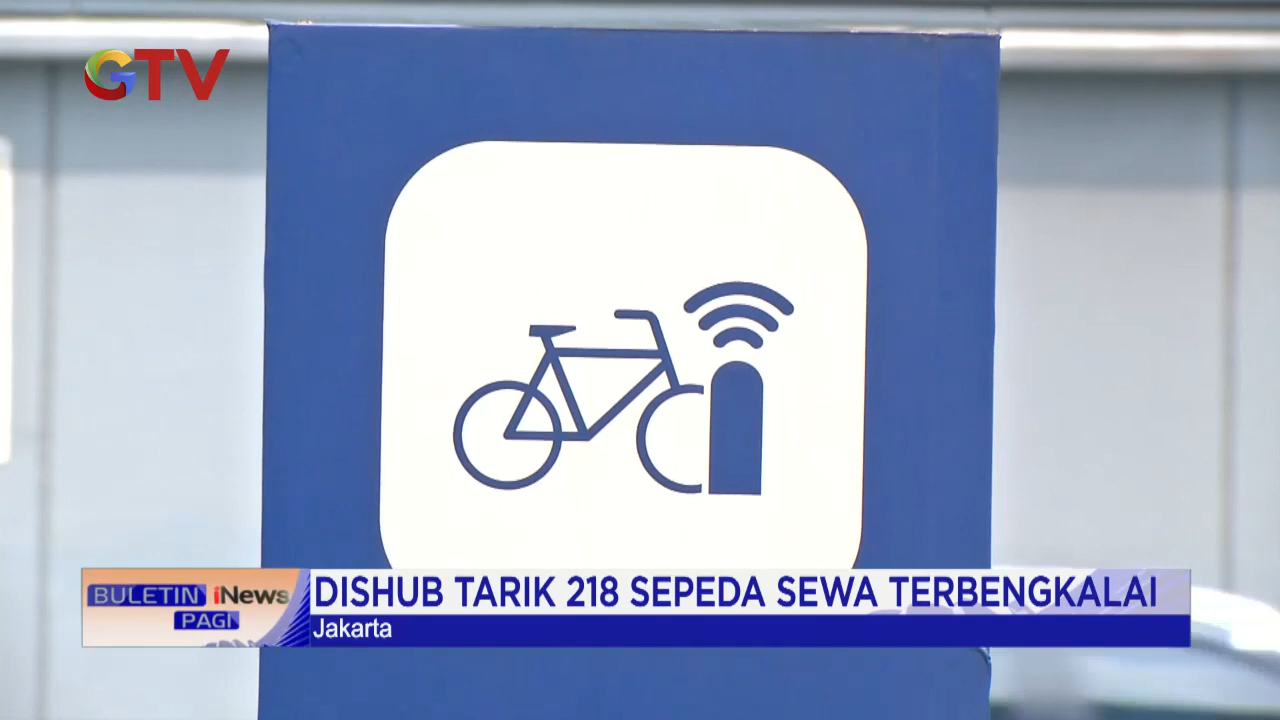 GTV
BULETIN iNews
PAGI
DISHUB TARIK 218 SEPEDA SEWA TERBENGKALAI
Jakarta